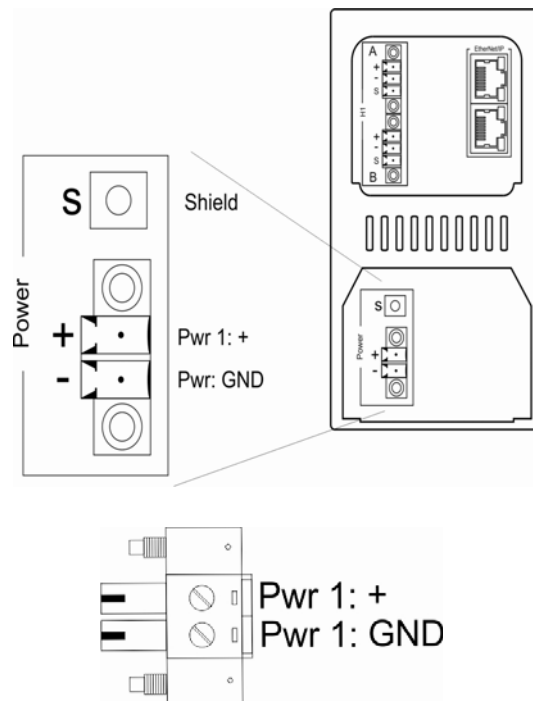 S
Shield
Power
+
Pwr 1: +
-
Pwr: GND
EtherNet/IP
A
+
-
S
H1
+
-
S
B
S
Power
+
-
Pwr 1: +
Pwr 1: GND